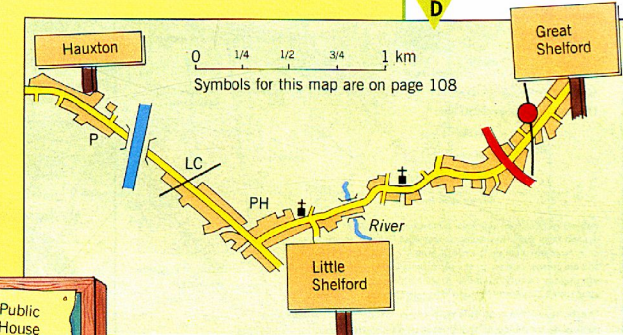 D
Hauxton
0 1/4 1/2 3/4 1 km
Symbols for this map are on page 108
Great
Shelford
P
LC
PH
River
Little
Shelford
Public
House